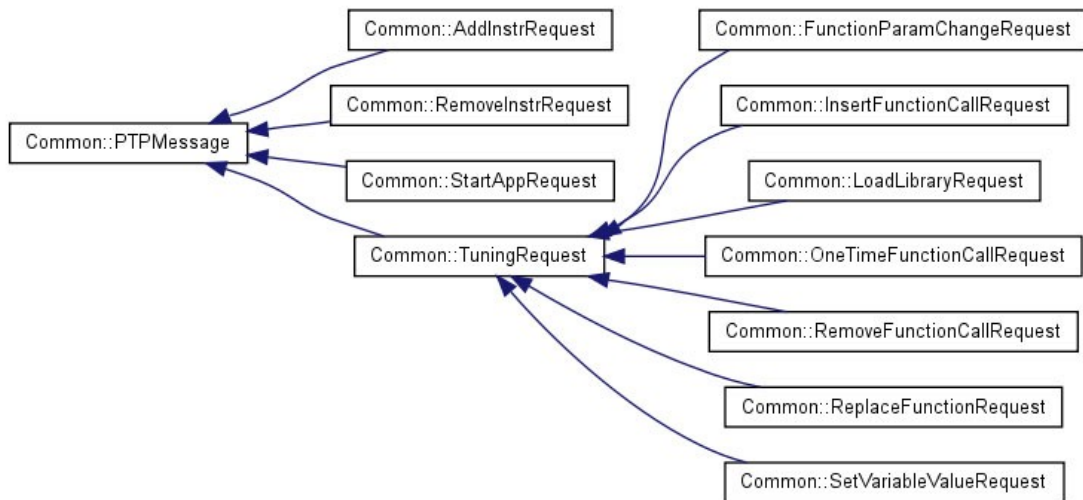 Common::AddInstrRequest
Common::FunctionParamChangeRequest
Common::RemoveInstrRequest
Common::InsertFunctionCallRequest
Common::PTPMessage
Common::StartAppRequest
Common::LoadLibraryRequest
Common::TuningRequest
Common::OneTimeFunctionCallRequest
Common::RemoveFunctionCallRequest
Common::ReplaceFunctionRequest
Common::SetVariableValueRequest